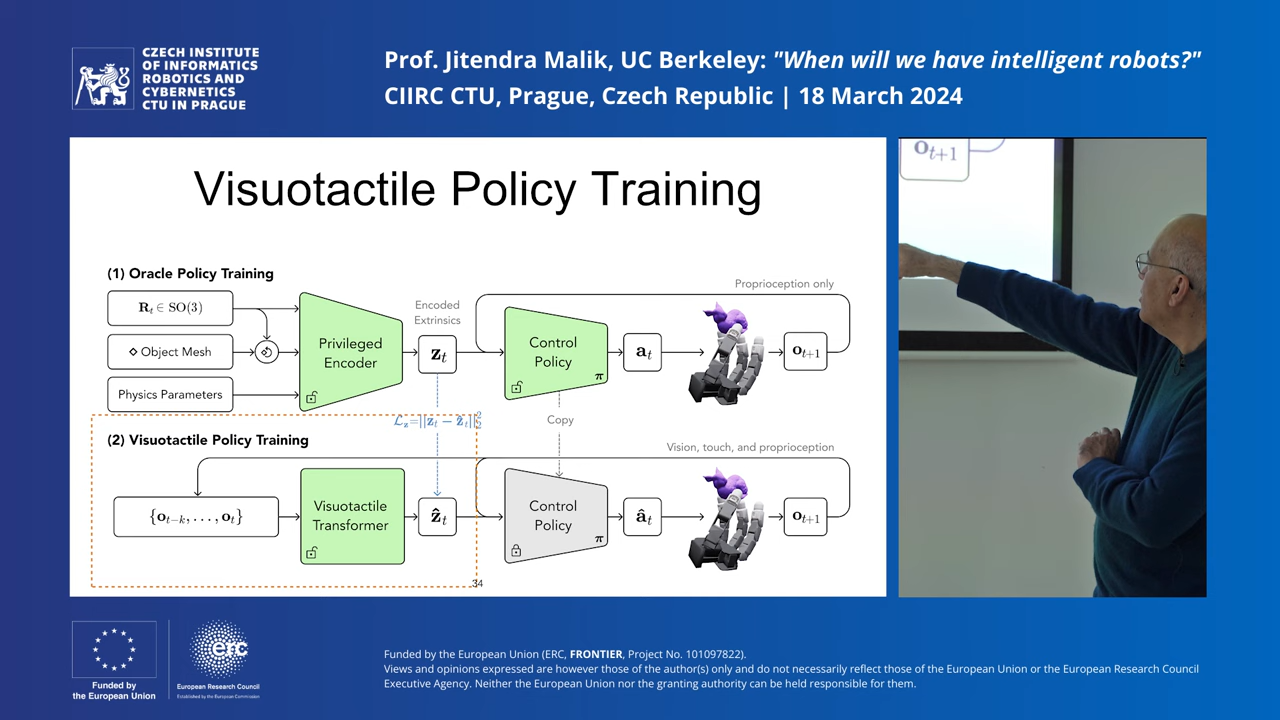 CZECH INSTITUTE
OF INFORMATICS
ROBOTICS AND
CYBERNETICS
CTU IN PRAGUE
Prof. Jitendra Malik, UC Berkeley: "When will we have intelligent robots?"
CIIRC CTU, Prague, Czech Republic | 18 March 2024
Visuotactile Policy Training
(1) Oracle Policy Training
R_t ∈ SO(3)
Object Mesh
Physics Parameters
Privileged
Encoder
Encoded
Extrinsics
z_t
Control
Policy
π
a_t
Proprioception only
o_{t+1}
L_z=||z_t − ẑ_t||²₂
Copy
(2) Visuotactile Policy Training
{o_{t−k}, . . . , o_t}
Visuotactile
Transformer
ẑ_t
Control
Policy
π
â_t
Vision, touch, and proprioception
o_{t+1}
34
o_{t+1}
Funded by
the European Union
erc
European Research Council
Established by the European Commission
Funded by the European Union (ERC, FRONTIER, Project No. 101097822).
Views and opinions expressed are however those of the author(s) only and do not necessarily reflect those of the European Union or the European Research Council
Executive Agency. Neither the European Union nor the granting authority can be held responsible for them.